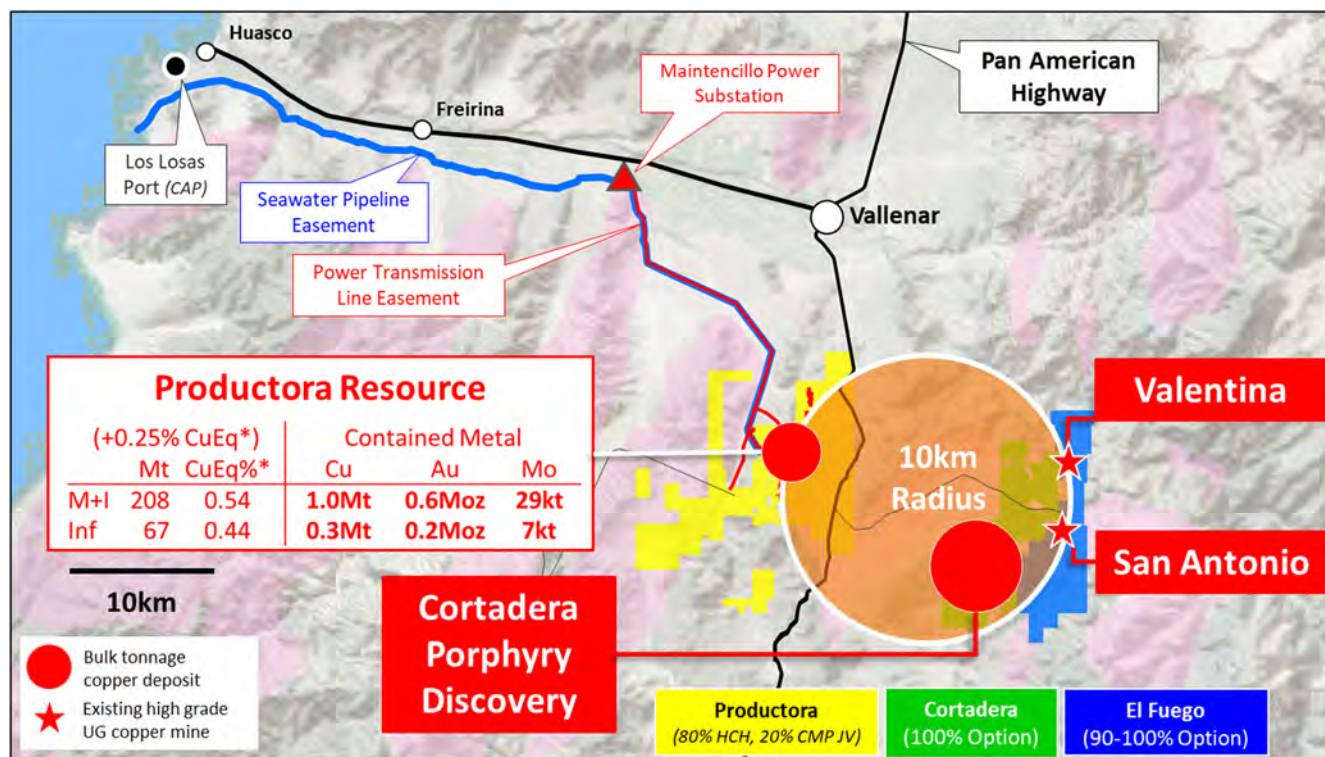 Huasco
Pan American
Highway
Maintencillo Power
Substation
Freirina
Los Losas
Port (CAP)
Seawater Pipeline
Easement
Vallenar
Power Transmission
Line Easement
Productora Resource
(+0.25% CuEq*) Contained Metal
Mt CuEq%* Cu Au Mo
M+I 208 0.54 1.0Mt 0.6Moz 29kt
Inf 67 0.44 0.3Mt 0.2Moz 7kt
10km
Radius
Valentina
San Antonio
10km
Cortadera
Porphyry
Discovery
Bulk tonnage
copper deposit
Existing high grade
UG copper mine
Productora
(80% HCH, 20% CMP JV)
Cortadera
(100% Option)
El Fuego
(90-100% Option)